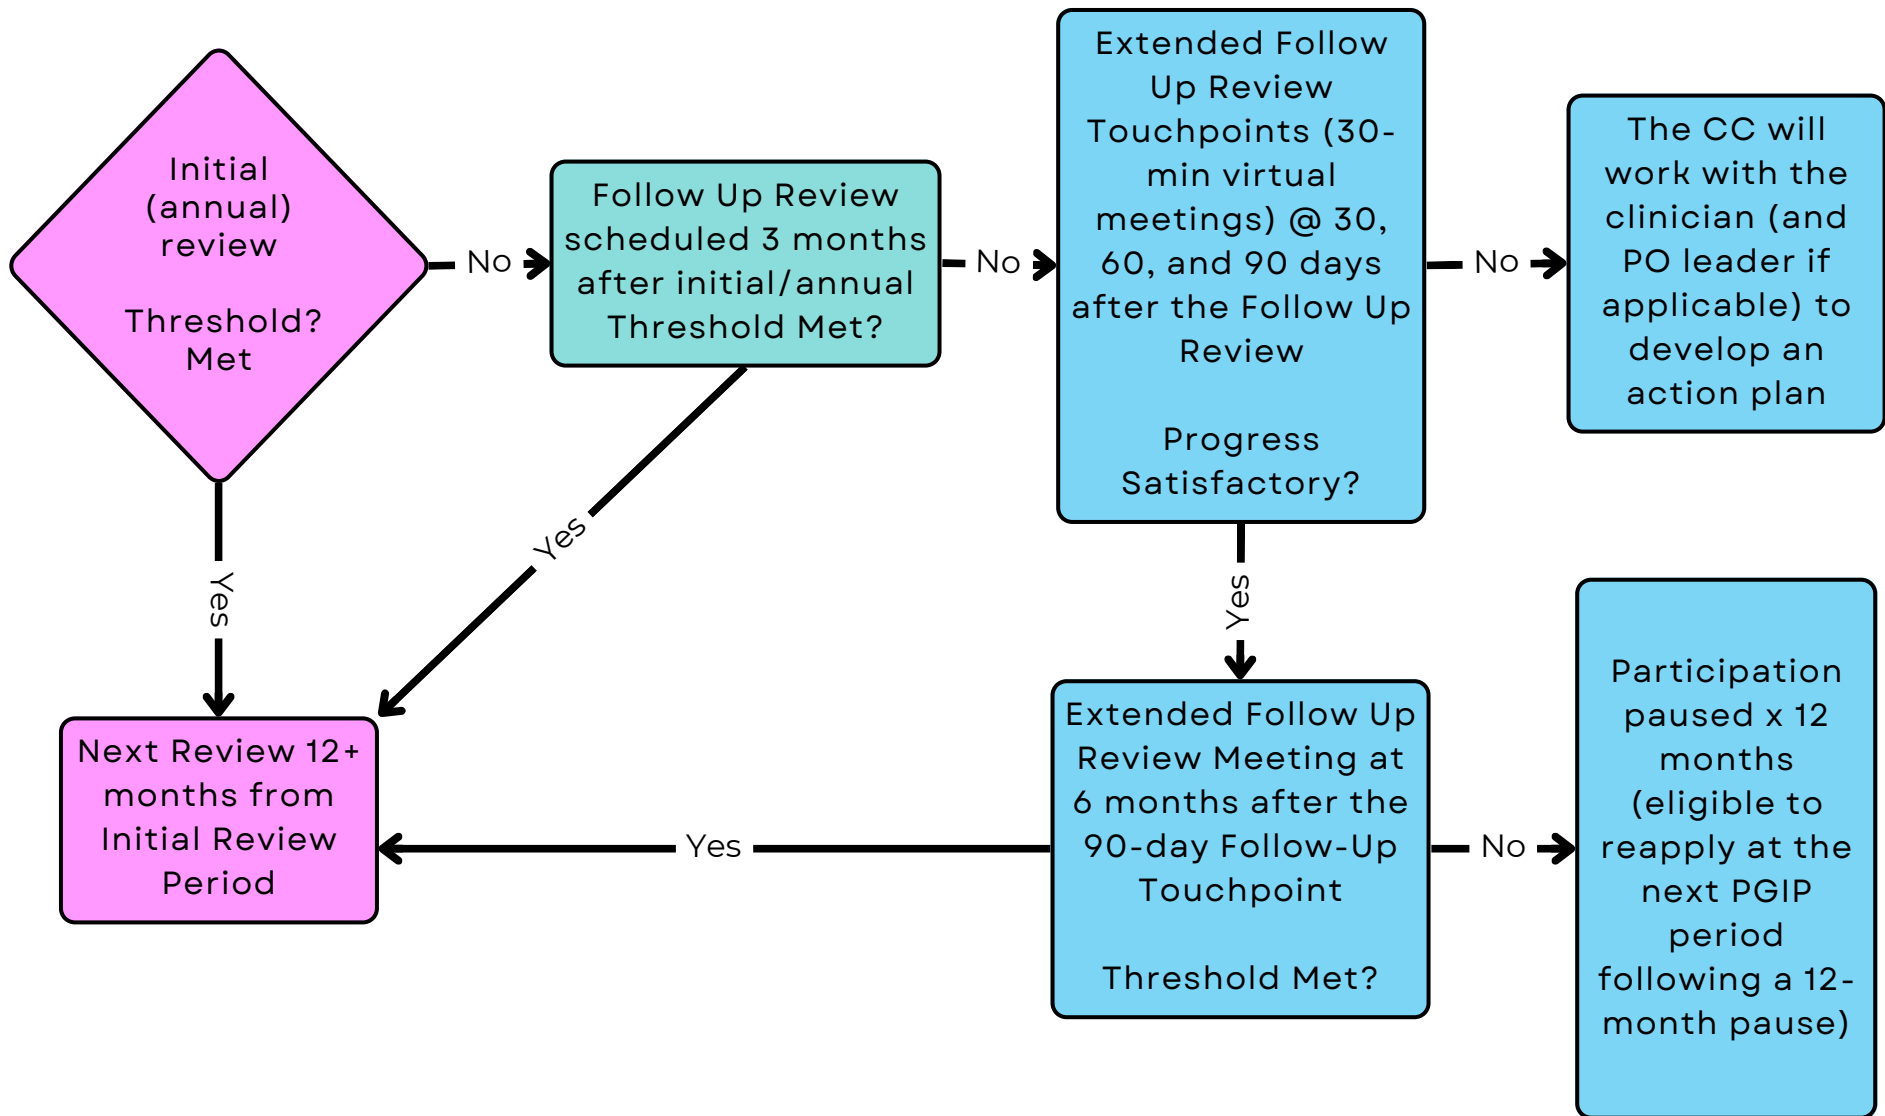 Initial
(annual)
review
Threshold?
Met
No
Follow Up Review
scheduled 3 months
after initial/annual
Threshold Met?
No
Extended Follow
Up Review
Touchpoints (30-
min virtual
meetings) @ 30,
60, and 90 days
after the Follow Up
Review
Progress
Satisfactory?
No
The CC will
work with the
clinician (and
PO leader if
applicable) to
develop an
action plan
Yes
Yes
Yes
Next Review 12+
months from
Initial Review
Period
Yes
Extended Follow Up
Review Meeting at
6 months after the
90-day Follow-Up
Touchpoint
Threshold Met?
No
Participation
paused x 12
months
(eligible to
reapply at the
next PGIP
period
following a 12-
month pause)